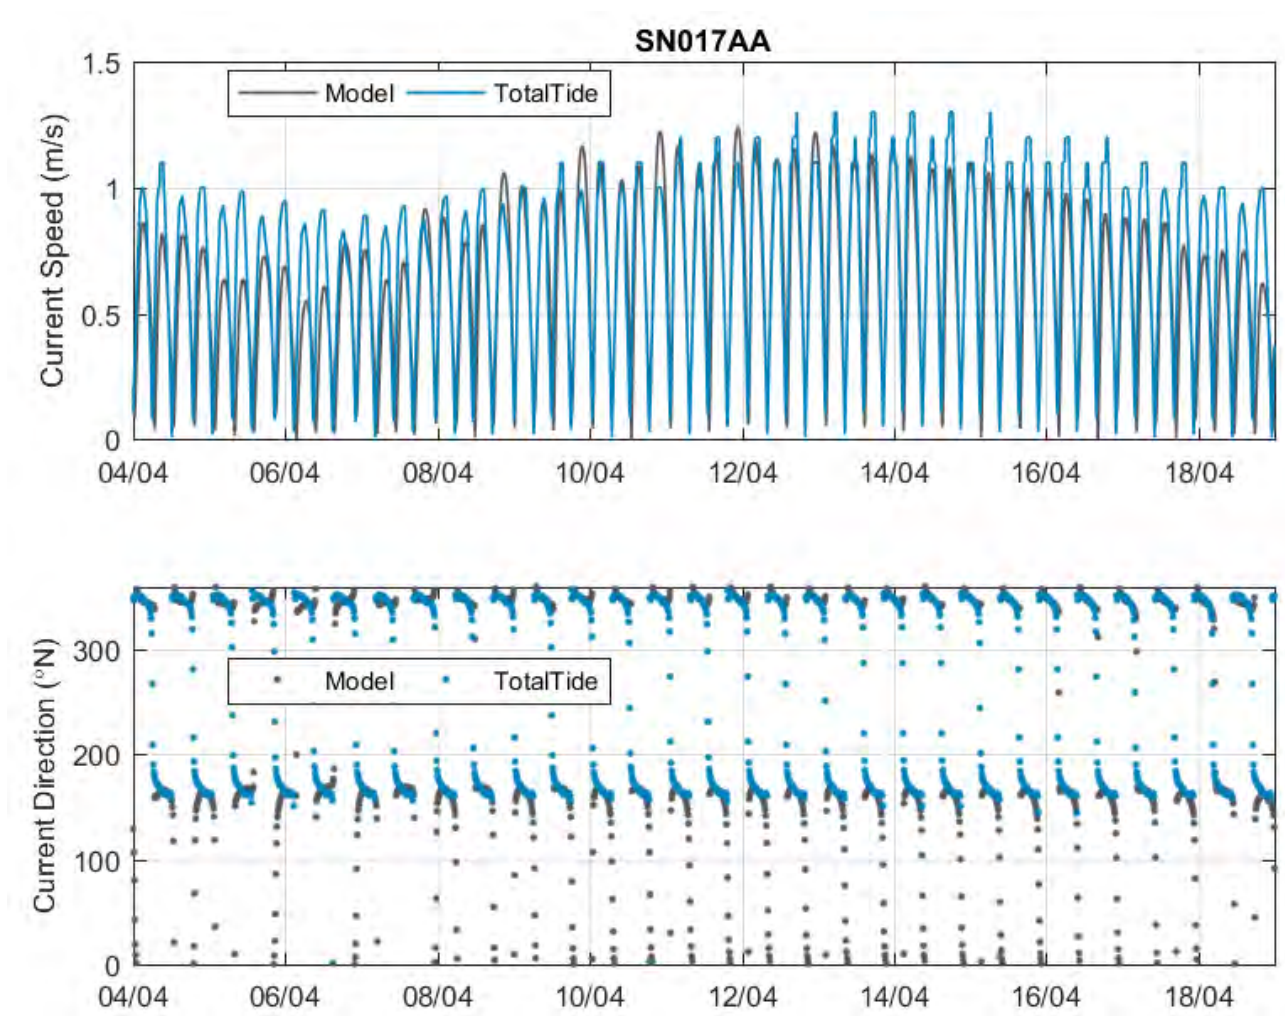 SN017AA
1.5
1
0.5
0
Current Speed (m/s)
Model TotalTide
04/04 06/04 08/04 10/04 12/04 14/04 16/04 18/04
300
200
100
0
Current Direction (°N)
Model TotalTide
04/04 06/04 08/04 10/04 12/04 14/04 16/04 18/04